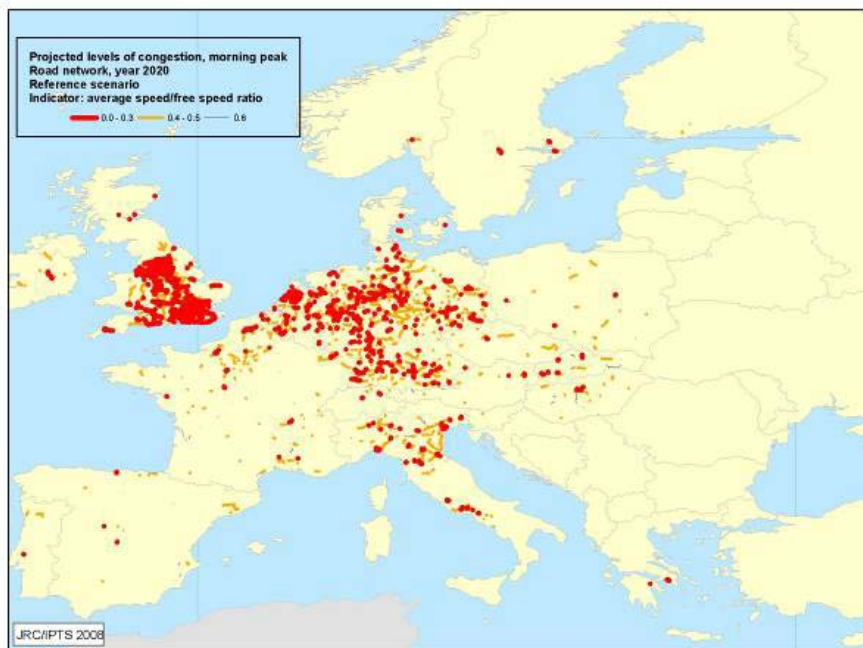 Projected levels of congestion, morning peak
Road network, year 2020
Reference scenario
Indicator: average speed/free speed ratio
0.0 - 0.3 0.4 - 0.5 0.6
JRC/IPTS 2008